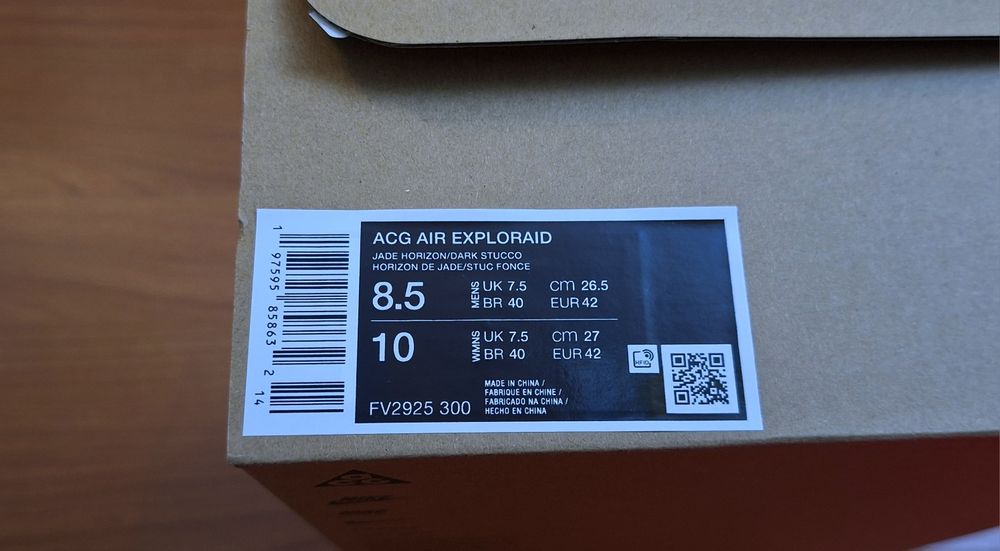 1 97595 85863 2 14
ACG AIR EXPLORAID
JADE HORIZON/DARK STUCCO
HORIZON DE JADE/STUC FONCE
8.5 MENS UK 7.5 cm 26.5
BR 40 EUR 42
10 WMNS UK 7.5 cm 27
BR 40 EUR 42
MADE IN CHINA /
FABRIQUE EN CHINE /
FABRICADO NA CHINA /
HECHO EN CHINA
FV2925 300
NIKE